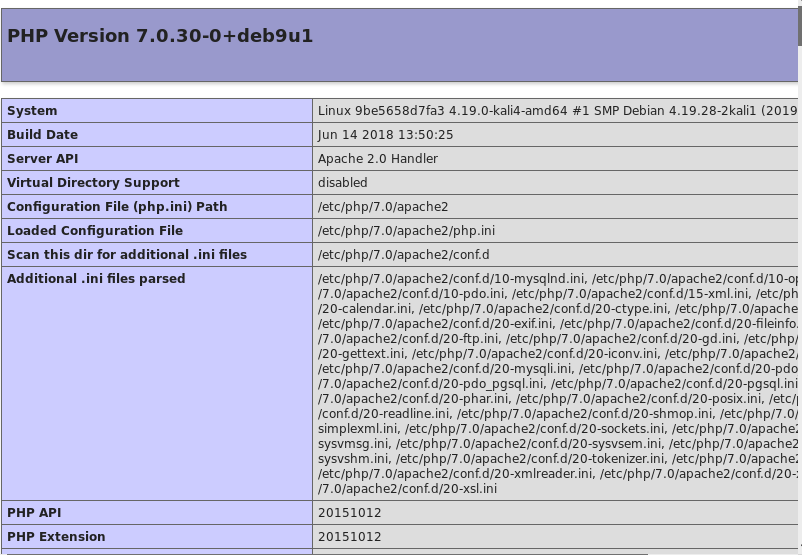 PHP Version 7.0.30-0+deb9u1
System Linux 9be5658d7fa3 4.19.0-kali4-amd64 #1 SMP Debian 4.19.28-2kali1 (2019
Build Date Jun 14 2018 13:50:25
Server API Apache 2.0 Handler
Virtual Directory Support disabled
Configuration File (php.ini) Path /etc/php/7.0/apache2
Loaded Configuration File /etc/php/7.0/apache2/php.ini
Scan this dir for additional .ini files /etc/php/7.0/apache2/conf.d
Additional .ini files parsed /etc/php/7.0/apache2/conf.d/10-mysqlnd.ini, /etc/php/7.0/apache2/conf.d/10-op
/7.0/apache2/conf.d/10-pdo.ini, /etc/php/7.0/apache2/conf.d/15-xml.ini, /etc/ph
/20-calendar.ini, /etc/php/7.0/apache2/conf.d/20-ctype.ini, /etc/php/7.0/apache
/etc/php/7.0/apache2/conf.d/20-exif.ini, /etc/php/7.0/apache2/conf.d/20-fileinfo.
/7.0/apache2/conf.d/20-ftp.ini, /etc/php/7.0/apache2/conf.d/20-gd.ini, /etc/php/
/20-gettext.ini, /etc/php/7.0/apache2/conf.d/20-iconv.ini, /etc/php/7.0/apache2/
/etc/php/7.0/apache2/conf.d/20-mysqli.ini, /etc/php/7.0/apache2/conf.d/20-pdo
/7.0/apache2/conf.d/20-pdo_pgsql.ini, /etc/php/7.0/apache2/conf.d/20-pgsql.ini
/7.0/apache2/conf.d/20-phar.ini, /etc/php/7.0/apache2/conf.d/20-posix.ini, /etc/p
/conf.d/20-readline.ini, /etc/php/7.0/apache2/conf.d/20-shmop.ini, /etc/php/7.0/
simplexml.ini, /etc/php/7.0/apache2/conf.d/20-sockets.ini, /etc/php/7.0/apache2
sysvmsg.ini, /etc/php/7.0/apache2/conf.d/20-sysvsem.ini, /etc/php/7.0/apache2
sysvshm.ini, /etc/php/7.0/apache2/conf.d/20-tokenizer.ini, /etc/php/7.0/apache2
/etc/php/7.0/apache2/conf.d/20-xmlreader.ini, /etc/php/7.0/apache2/conf.d/20-
/7.0/apache2/conf.d/20-xsl.ini
PHP API 20151012
PHP Extension 20151012